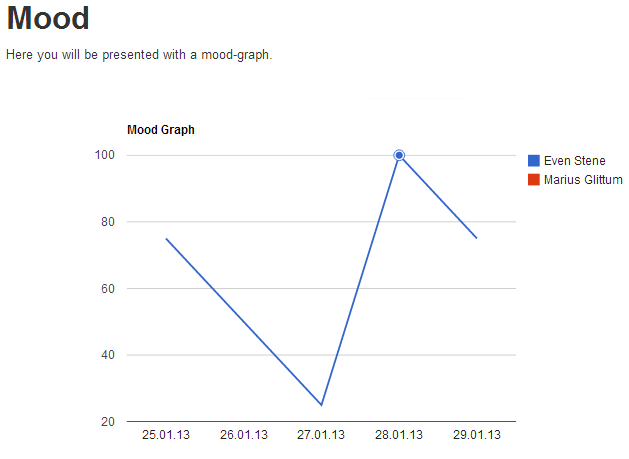 Mood
Here you will be presented with a mood-graph.
Mood Graph
100
80
60
40
20
25.01.13
26.01.13
27.01.13
28.01.13
29.01.13
Even Stene
Marius Glittum